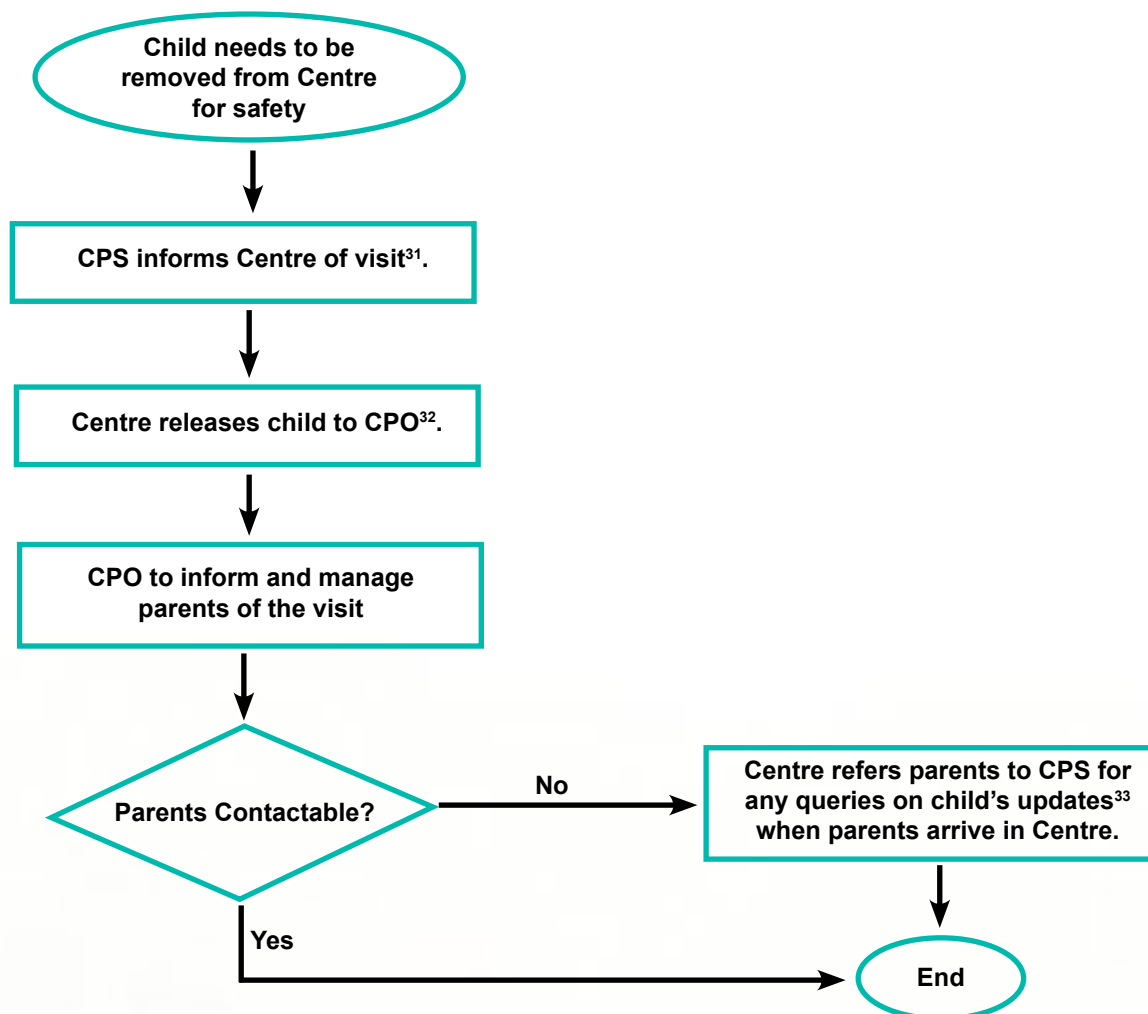 Child needs to be
removed from Centre
for safety
CPS informs Centre of visit³¹.
Centre releases child to CPO³².
CPO to inform and manage
parents of the visit
Parents Contactable?
No
Centre refers parents to CPS for
any queries on child’s updates³³
when parents arrive in Centre.
Yes
End